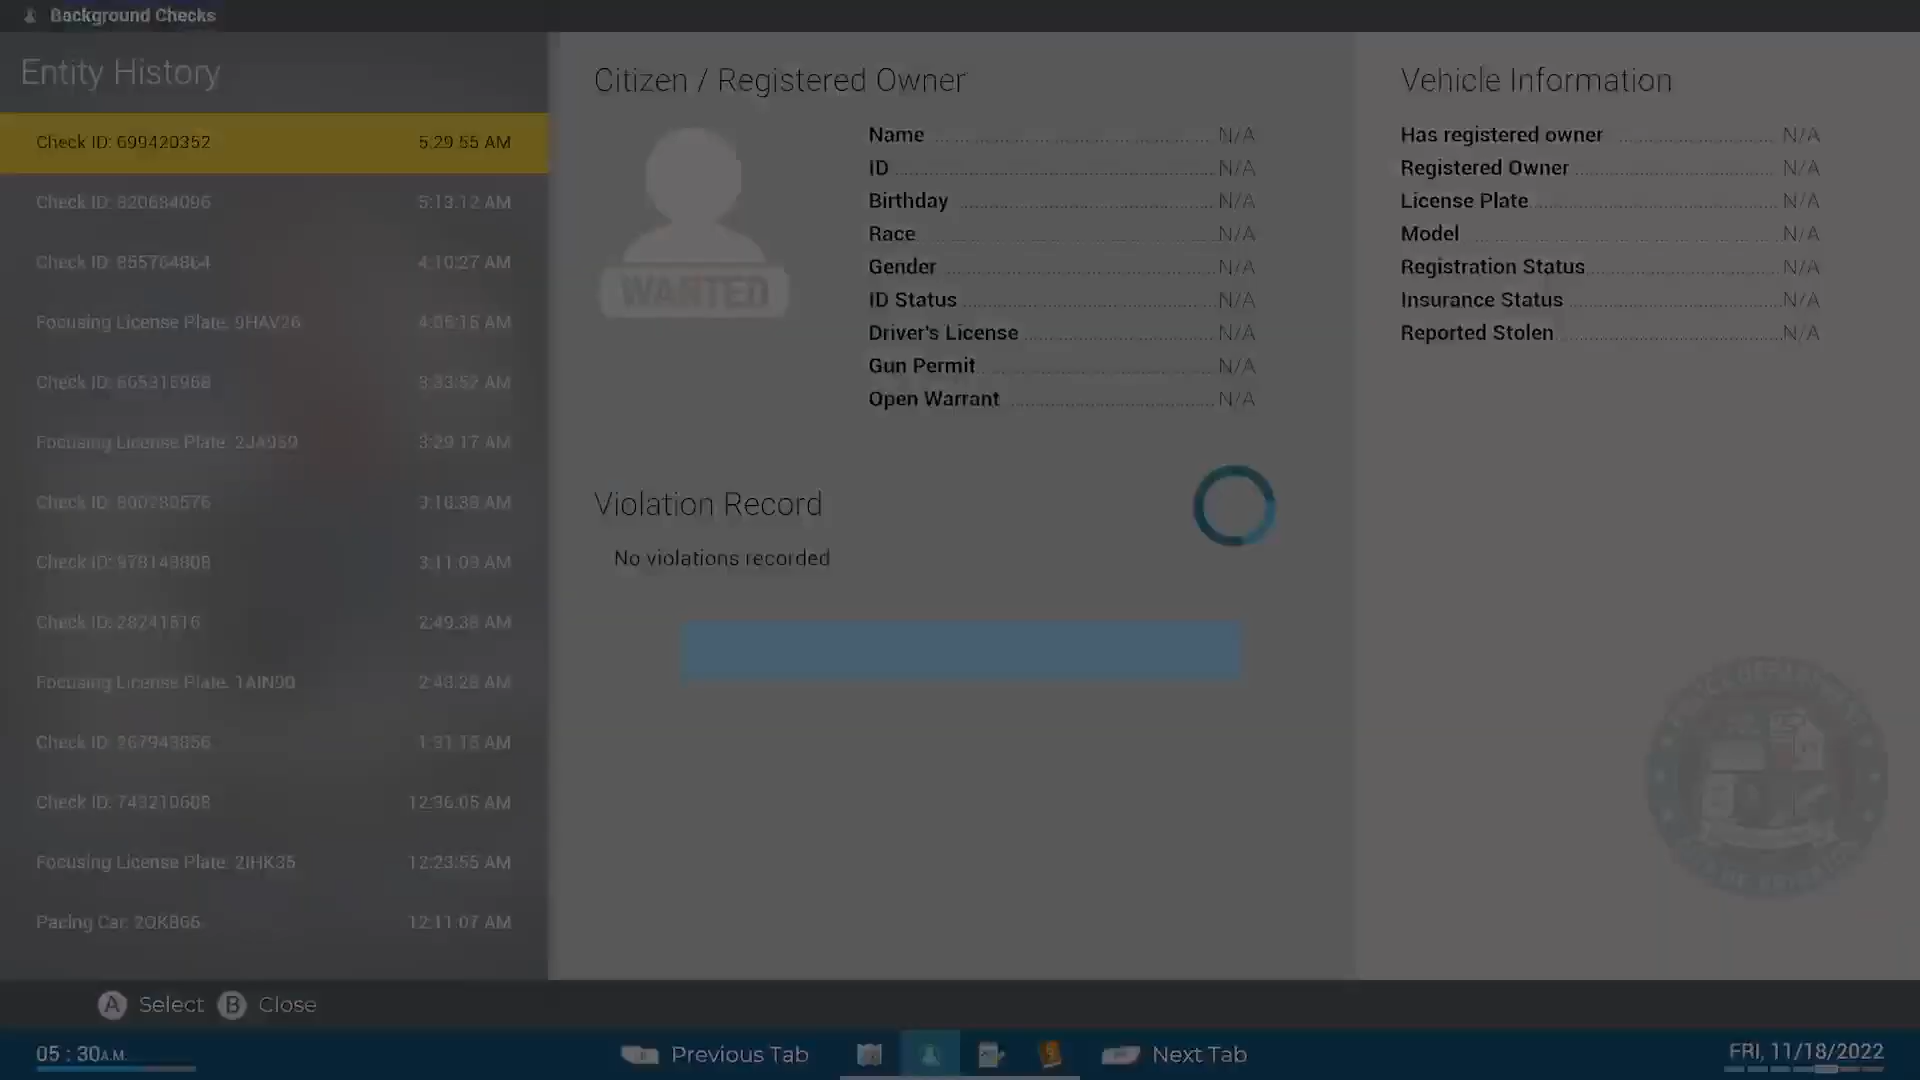 Background Checks
Entity History
Check ID: 699420352 5:29:55 AM
Check ID: 920684096 5:13:12 AM
Check ID: 855764864 4:10:27 AM
Focusing License Plate: 9HAV26 4:05:15 AM
Check ID: 665316968 3:33:52 AM
Focusing License Plate: 2JA959 3:29:17 AM
Check ID: 800280576 3:16:38 AM
Check ID: 978149808 3:11:09 AM
Check ID: 28241616 2:49:38 AM
Focusing License Plate: 1AIN90 2:48:28 AM
Check ID: 267943856 1:31:15 AM
Check ID: 743210608 12:36:05 AM
Focusing License Plate: 2IHK35 12:23:55 AM
Pacing Car: 2OKB66 12:11:07 AM
Citizen / Registered Owner
WANTED
Name N/A
ID N/A
Birthday N/A
Race N/A
Gender N/A
ID Status N/A
Driver's License N/A
Gun Permit N/A
Open Warrant N/A
Violation Record
No violations recorded
Vehicle Information
Has registered owner N/A
Registered Owner N/A
License Plate N/A
Model N/A
Registration Status N/A
Insurance Status N/A
Reported Stolen N/A
A Select B Close
05 : 30 A.M.
Previous Tab
Next Tab
FRI, 11/18/2022